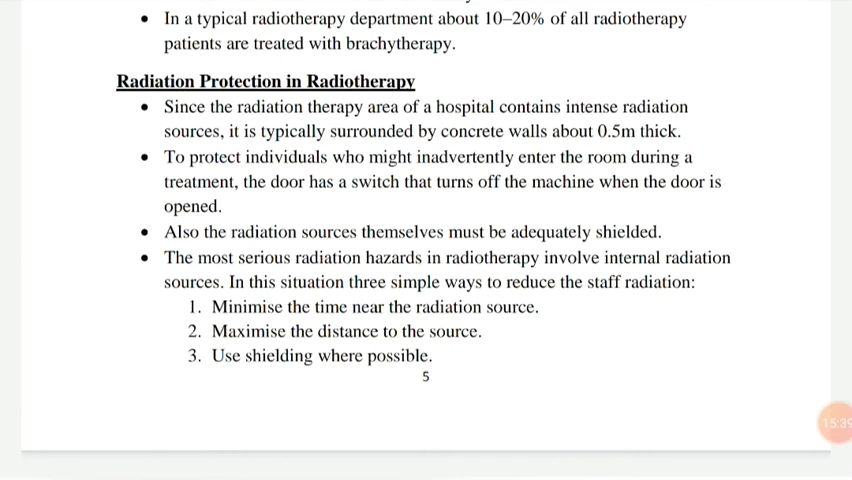 • In a typical radiotherapy department about 10–20% of all radiotherapy
patients are treated with brachytherapy.
Radiation Protection in Radiotherapy
• Since the radiation therapy area of a hospital contains intense radiation
sources, it is typically surrounded by concrete walls about 0.5m thick.
• To protect individuals who might inadvertently enter the room during a
treatment, the door has a switch that turns off the machine when the door is
opened.
• Also the radiation sources themselves must be adequately shielded.
• The most serious radiation hazards in radiotherapy involve internal radiation
sources. In this situation three simple ways to reduce the staff radiation:
1. Minimise the time near the radiation source.
2. Maximise the distance to the source.
3. Use shielding where possible.
5
15:39